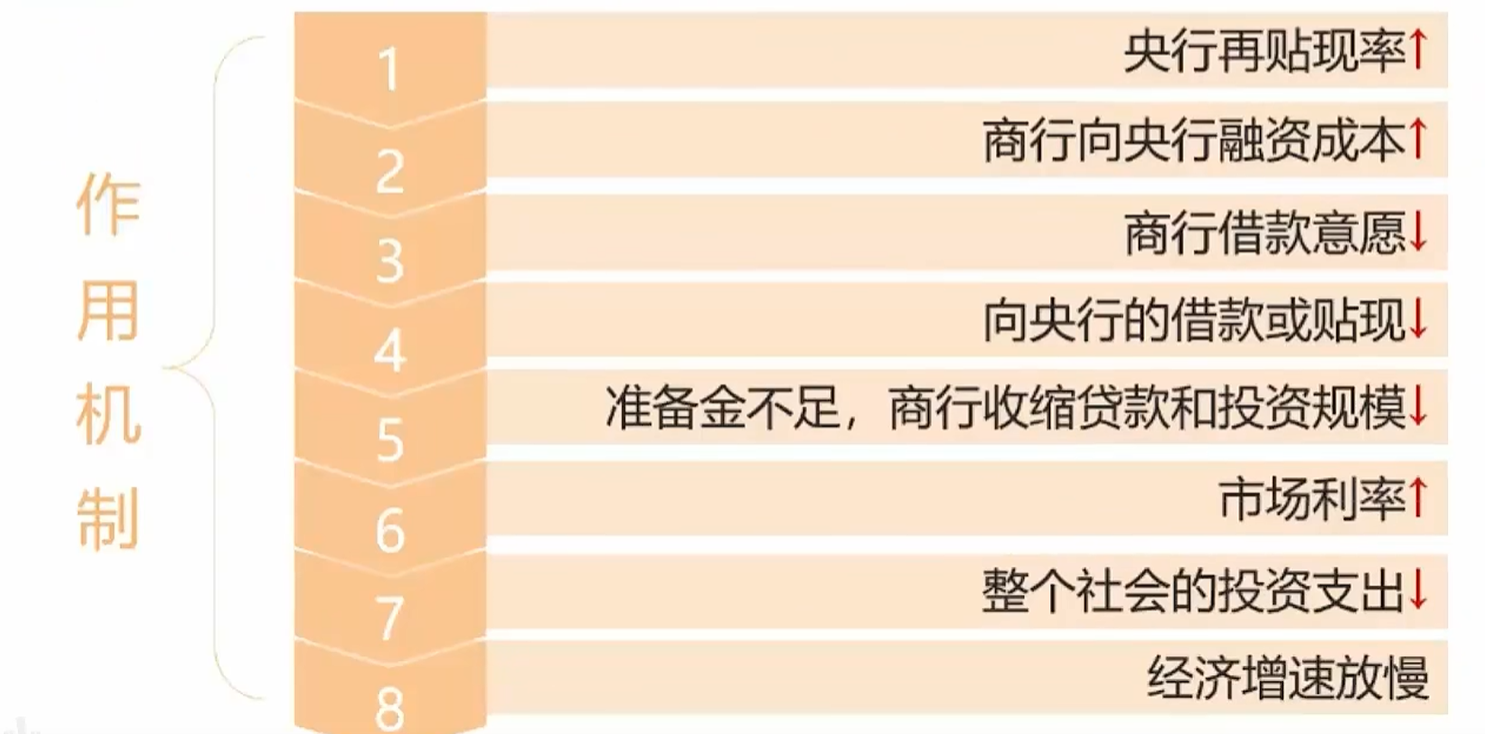 作用机制
1 央行再贴现率↑
2 商行向央行融资成本↑
3 商行借款意愿↓
4 向央行的借款或贴现↓
5 准备金不足，商行收缩贷款和投资规模↓
6 市场利率↑
7 整个社会的投资支出↓
8 经济增速放慢